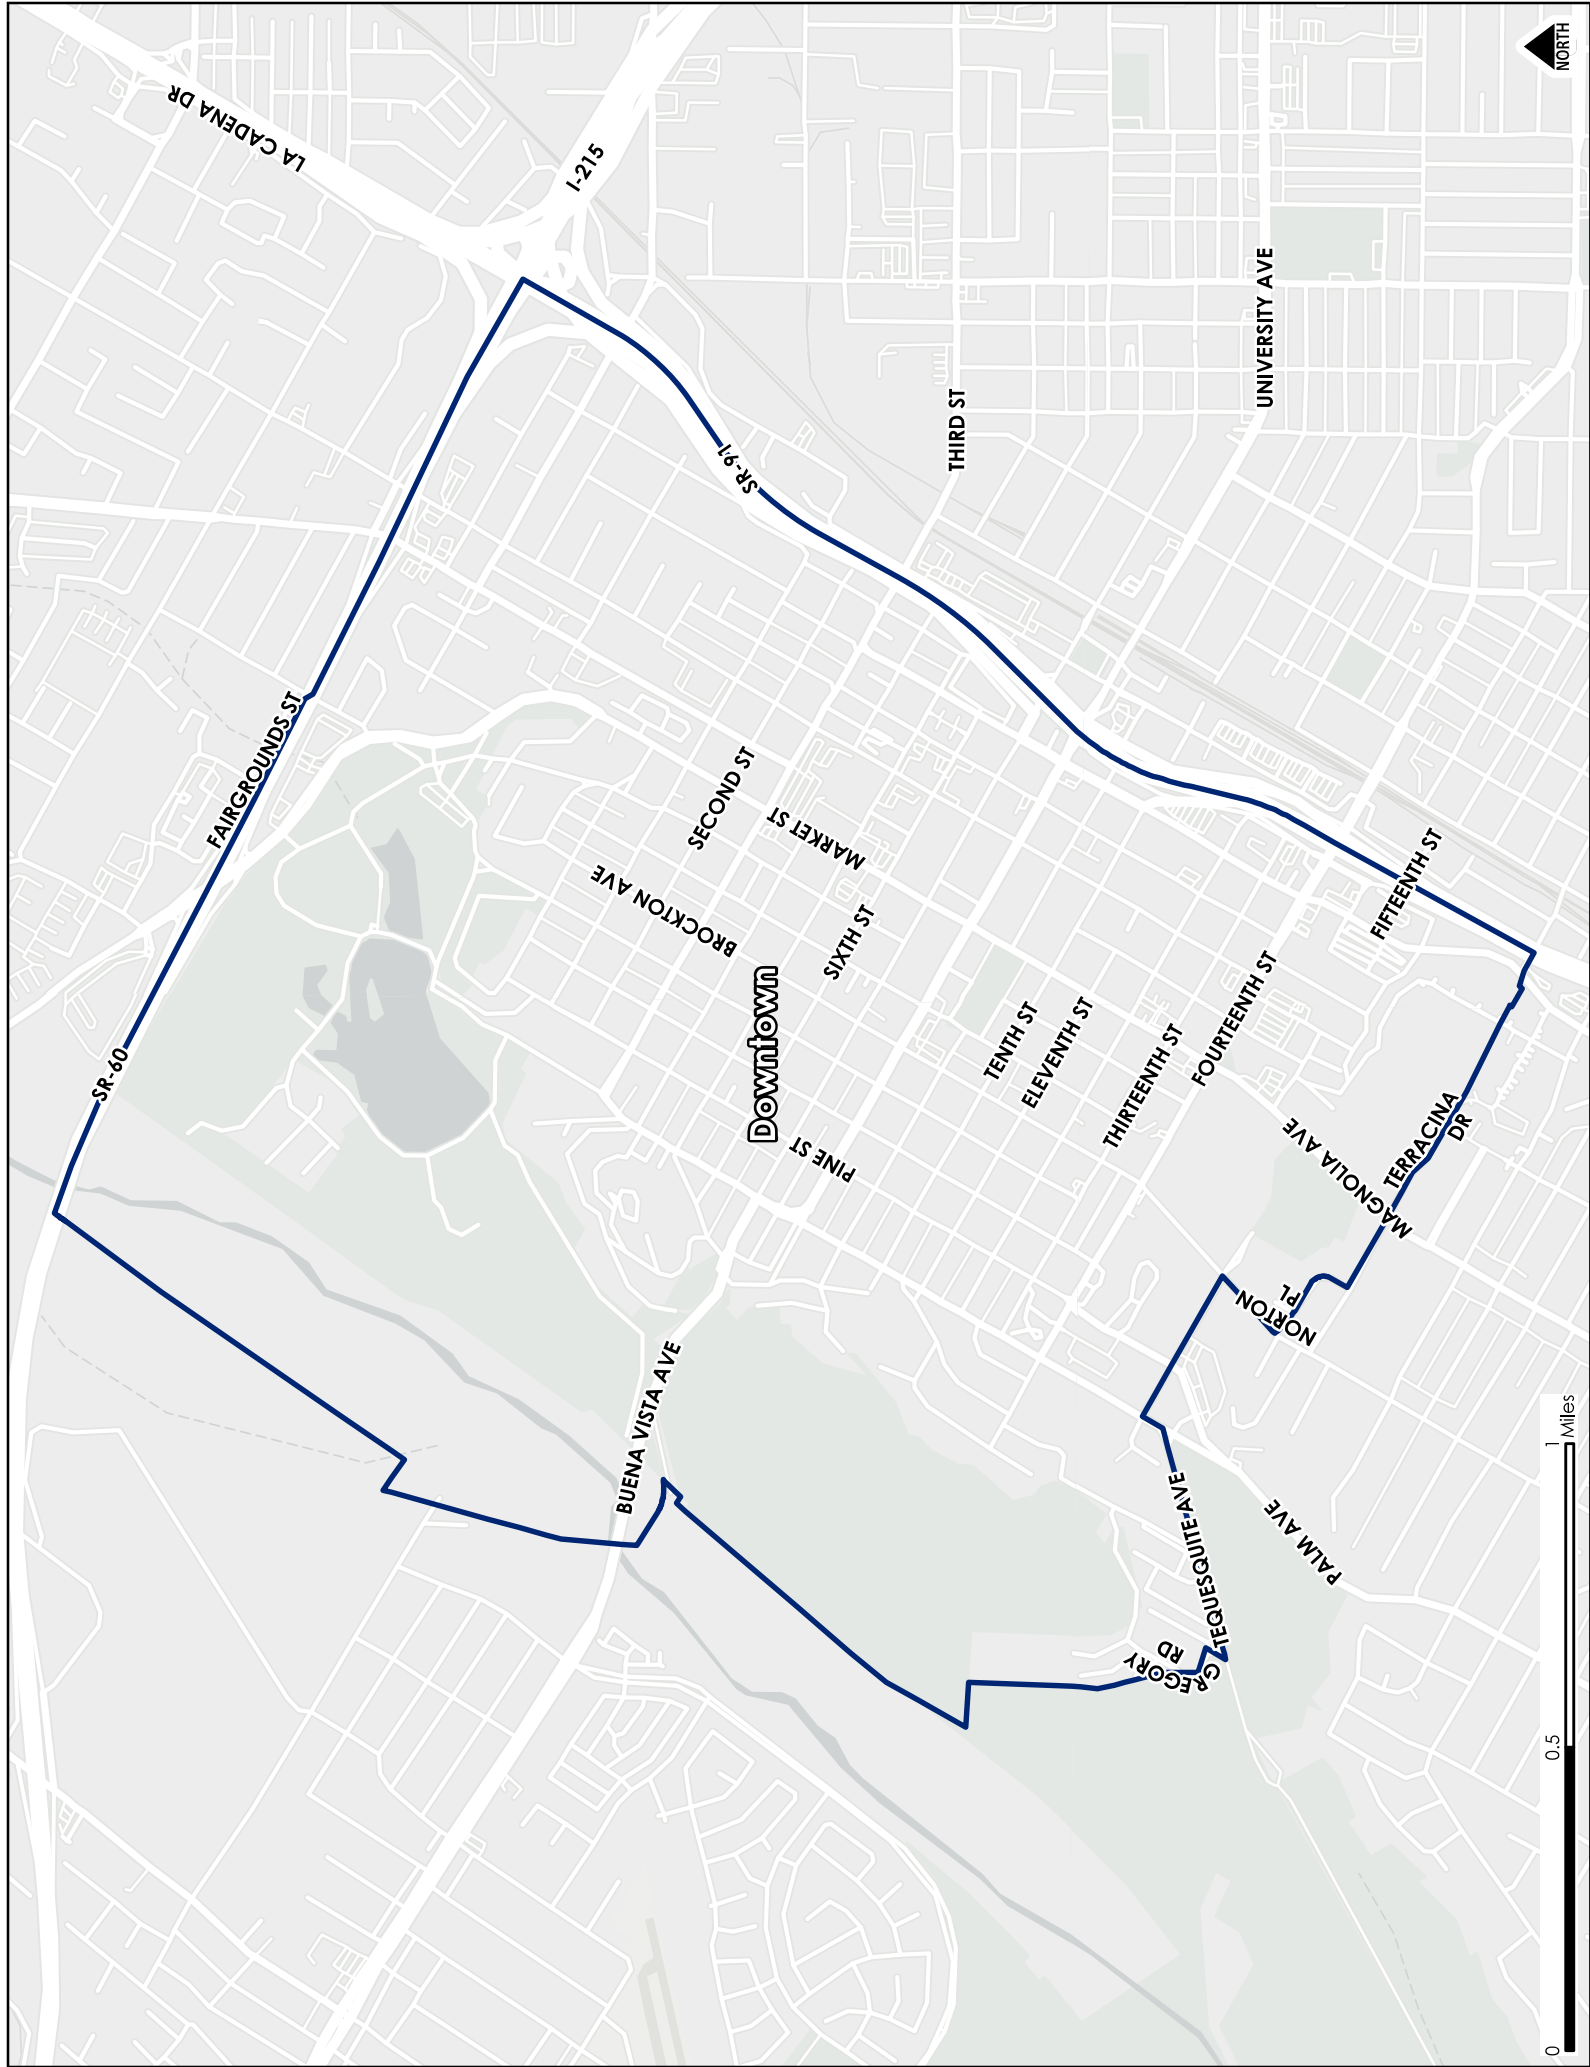 LA CADENA DR
I-215
NORTH
FAIRGROUNDS ST
SR-60
SR-91
THIRD ST
UNIVERSITY AVE
SECOND ST
MARKET ST
BROCKTON AVE
SIXTH ST
Downtown
PINE ST
TENTH ST
ELEVENTH ST
THIRTEENTH ST
FOURTEENTH ST
FIFTEENTH ST
MAGNOLIA AVE
TERRACINA
DR
NORTON
PL
BUENA VISTA AVE
TEQUESQUITE AVE
PALM AVE
GREGORY
RD
0
0.5
1
Miles